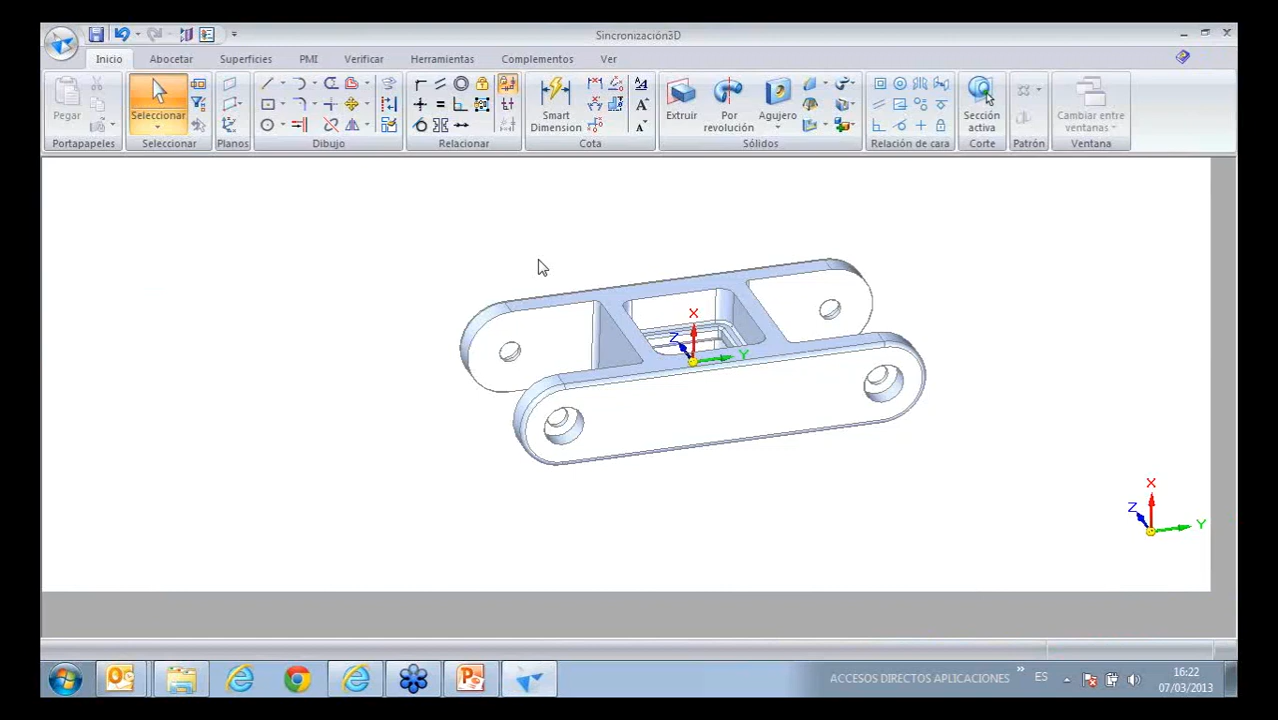 Sincronización3D
Inicio Abocetar Superficies PMI Verificar Herramientas Complementos Ver
Pegar Seleccionar Smart Dimension Extruir Por revolución Agujero Sección activa Cambiar entre ventanas
Portapapeles Seleccionar Planos Dibujo Relacionar Cota Sólidos Relación de cara Corte Patrón Ventana
X
Z
Y
X
Z
Y
ACCESOS DIRECTOS APLICACIONES » ES 16:22
07/03/2013